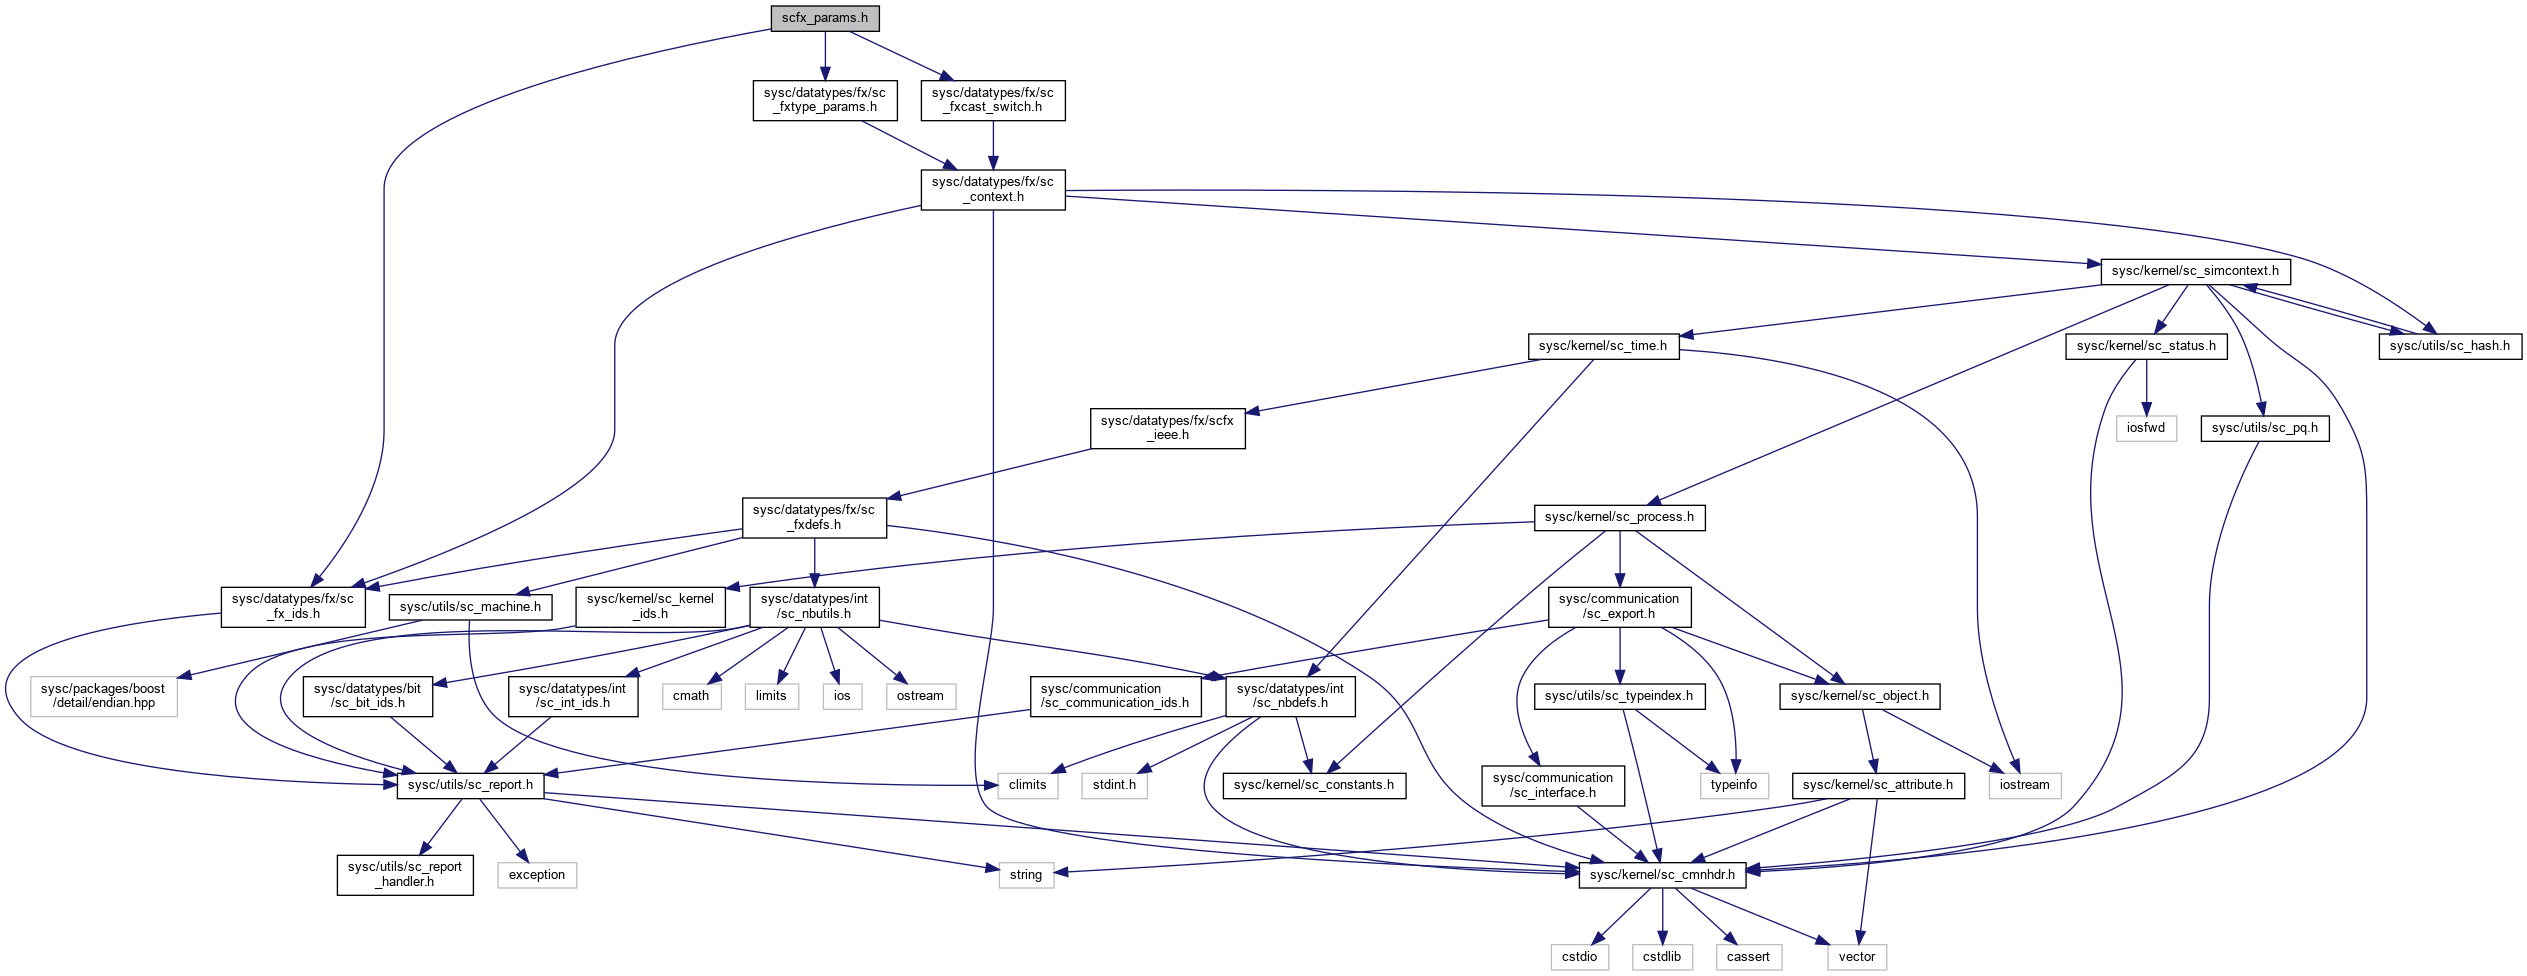 scfx_params.h
sysc/datatypes/fx/sc
_fxtype_params.h
sysc/datatypes/fx/sc
_fxcast_switch.h
sysc/datatypes/fx/sc
_context.h
sysc/kernel/sc_simcontext.h
sysc/kernel/sc_time.h
sysc/kernel/sc_status.h
sysc/utils/sc_hash.h
sysc/datatypes/fx/scfx
_ieee.h
iosfwd
sysc/utils/sc_pq.h
sysc/datatypes/fx/sc
_fxdefs.h
sysc/kernel/sc_process.h
sysc/datatypes/fx/sc
_fx_ids.h
sysc/utils/sc_machine.h
sysc/kernel/sc_kernel
_ids.h
sysc/datatypes/int
/sc_nbutils.h
sysc/communication
/sc_export.h
sysc/packages/boost
/detail/endian.hpp
sysc/datatypes/bit
/sc_bit_ids.h
sysc/datatypes/int
/sc_int_ids.h
cmath
limits
ios
ostream
sysc/communication
/sc_communication_ids.h
sysc/datatypes/int
/sc_nbdefs.h
sysc/utils/sc_typeindex.h
sysc/kernel/sc_object.h
sysc/utils/sc_report.h
climits
stdint.h
sysc/kernel/sc_constants.h
sysc/communication
/sc_interface.h
typeinfo
sysc/kernel/sc_attribute.h
iostream
sysc/utils/sc_report
_handler.h
exception
string
sysc/kernel/sc_cmnhdr.h
cstdio
cstdlib
cassert
vector